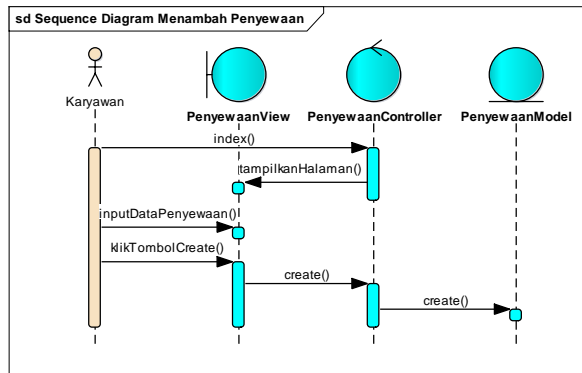 sd Sequence Diagram Menambah Penyewaan
Karyawan
PenyewaanView
PenyewaanController
PenyewaanModel
index()
tampilkanHalaman()
inputDataPenyewaan()
klikTombolCreate()
create()
create()